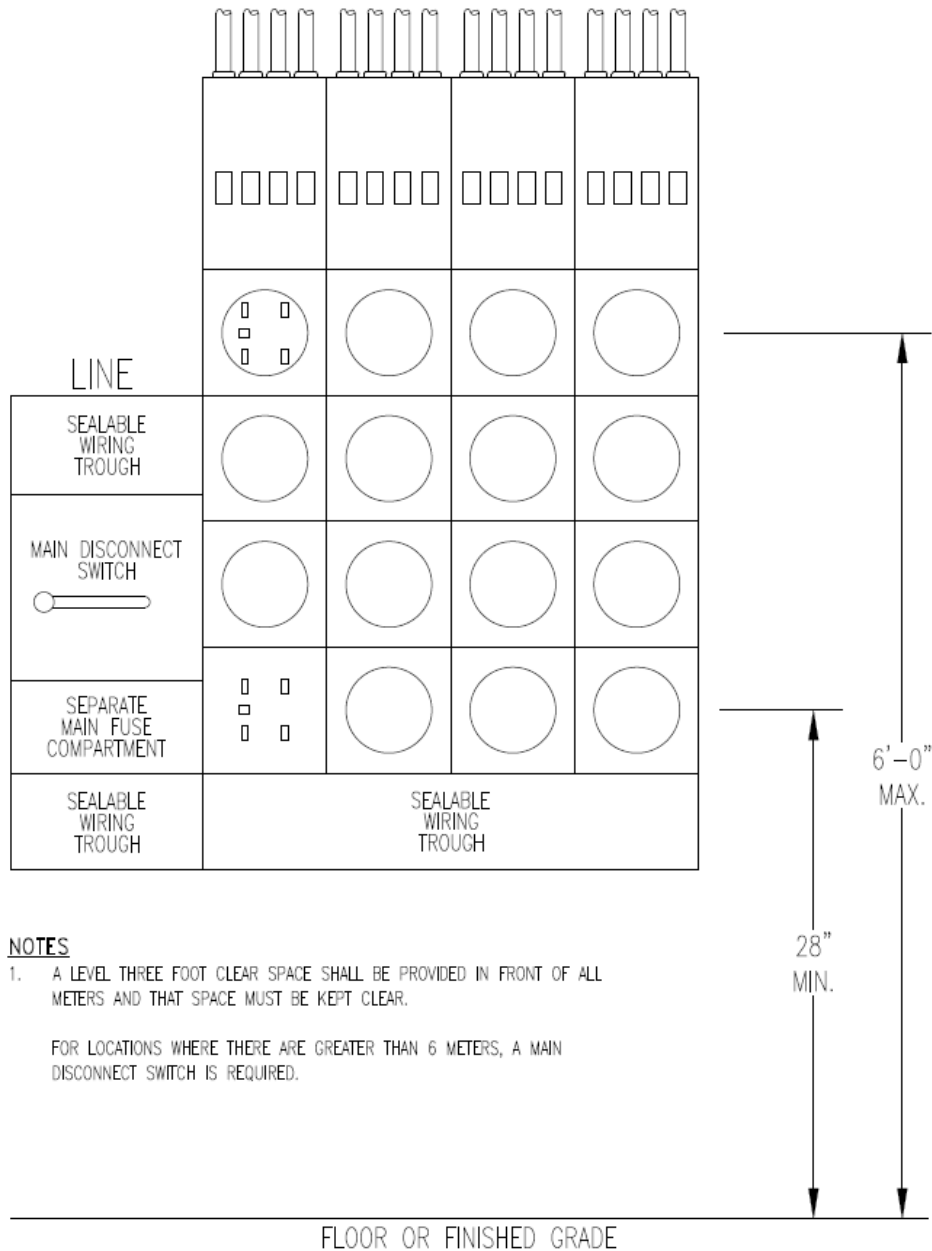 LINE
SEALABLE
WIRING
TROUGH
MAIN DISCONNECT
SWITCH
SEPARATE
MAIN FUSE
COMPARTMENT
SEALABLE
WIRING
TROUGH
SEALABLE
WIRING
TROUGH
6'-0"
MAX.
28"
MIN.
NOTES
1. A LEVEL THREE FOOT CLEAR SPACE SHALL BE PROVIDED IN FRONT OF ALL
METERS AND THAT SPACE MUST BE KEPT CLEAR.
FOR LOCATIONS WHERE THERE ARE GREATER THAN 6 METERS, A MAIN
DISCONNECT SWITCH IS REQUIRED.
FLOOR OR FINISHED GRADE